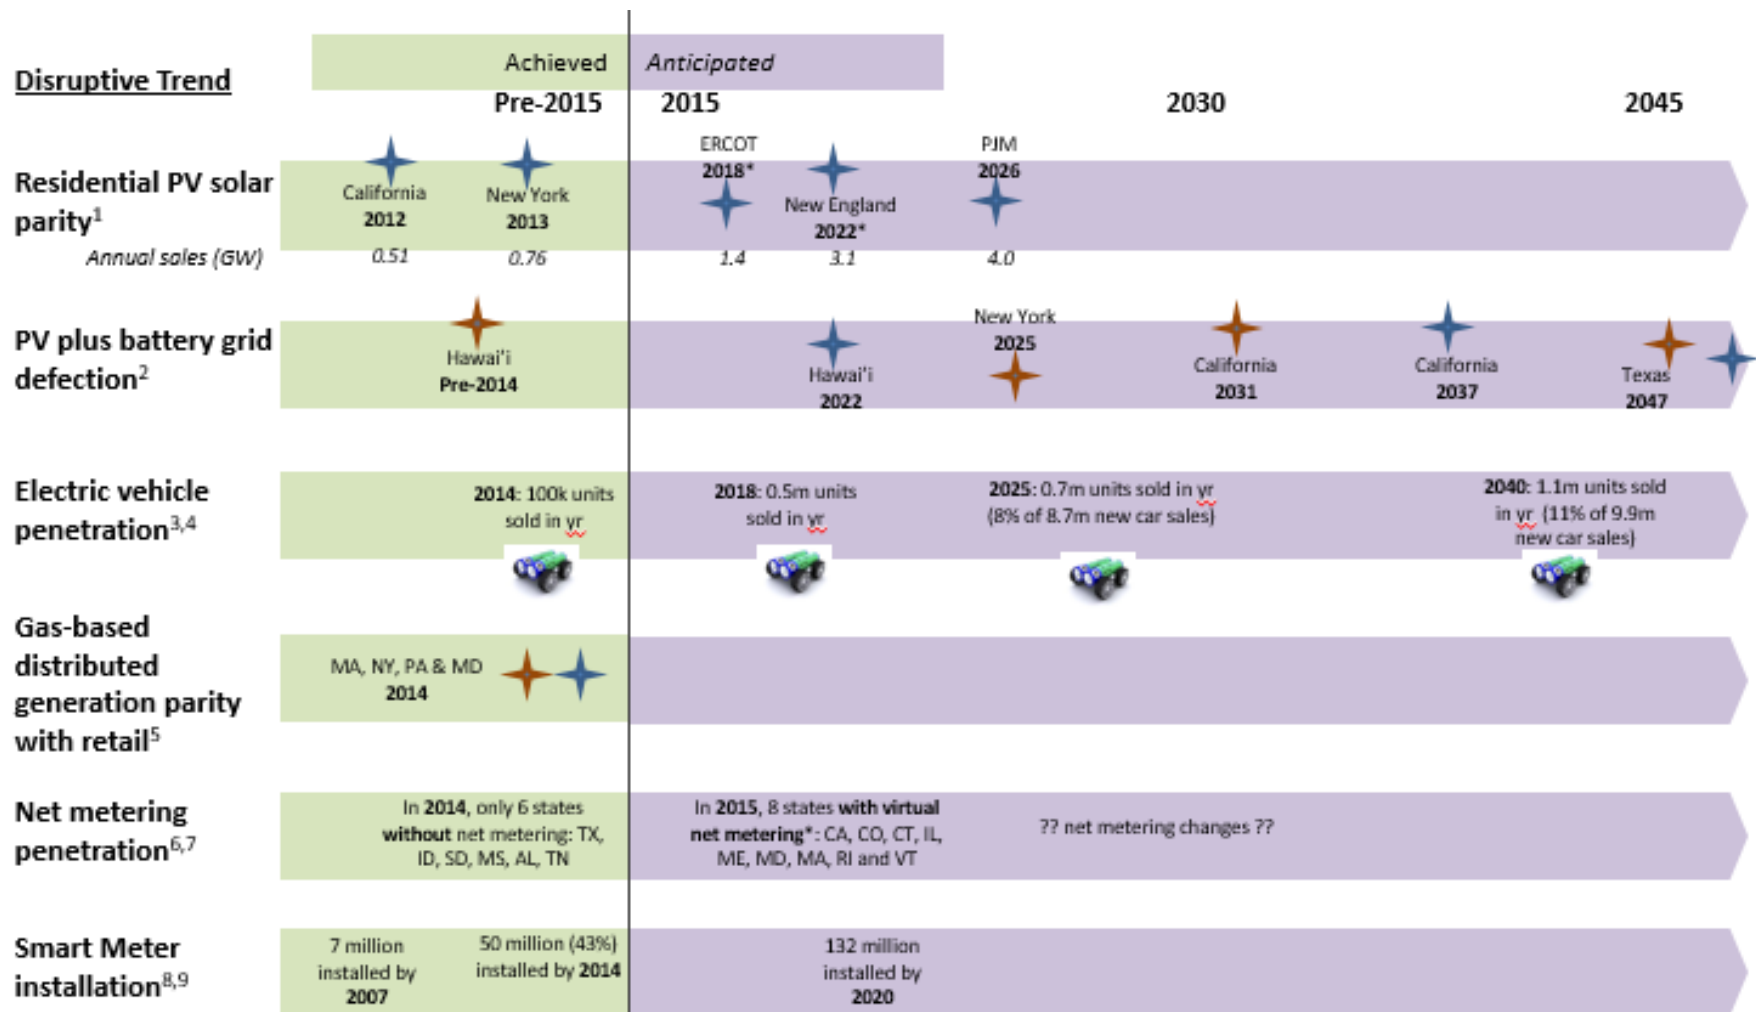 Achieved
Anticipated
Disruptive Trend
Pre-2015
2015
2030
2045
Residential PV solar
parity1
California
2012
New York
2013
ERCOT
2018*
New England
2022*
PJM
2026
Annual sales (GW)
0.51
0.76
1.4
3.1
4.0
PV plus battery grid
defection2
Hawai'i
Pre-2014
Hawai'i
2022
New York
2025
California
2031
California
2037
Texas
2047
Electric vehicle
penetration3,4
2014: 100k units
sold in yr
2018: 0.5m units
sold in yr
2025: 0.7m units sold in yr
(8% of 8.7m new car sales)
2040: 1.1m units sold
in yr (11% of 9.9m
new car sales)
Gas-based
distributed
generation parity
with retail5
MA, NY, PA & MD
2014
Net metering
penetration6,7
In 2014, only 6 states
without net metering: TX,
ID, SD, MS, AL, TN
In 2015, 8 states with virtual
net metering*: CA, CO, CT, IL,
ME, MD, MA, RI and VT
?? net metering changes ??
Smart Meter
installation8,9
7 million
installed by
2007
50 million (43%)
installed by 2014
132 million
installed by
2020